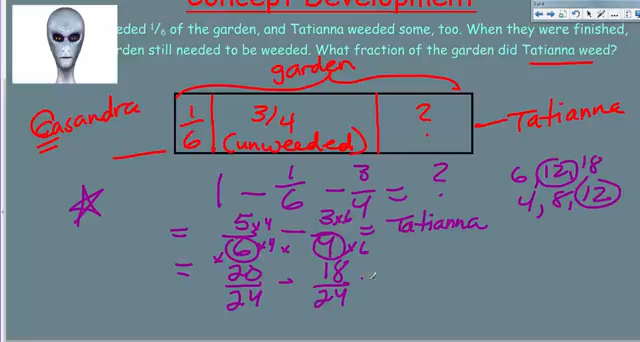 Concept Development
eeded 1/6 of the garden, and Tatianna weeded some, too. When they were finished,
rden still needed to be weeded. What fraction of the garden did Tatianna weed?
garden
Casandra
1/6
3/4
(unweeded)
?
Tatianna
1 - 1/6 - 3/4 = ?
6, 12, 18
4, 8, 12
= 5×4/6×4 - 3×6/4×6 = Tatianna
= 20/24 - 18/24